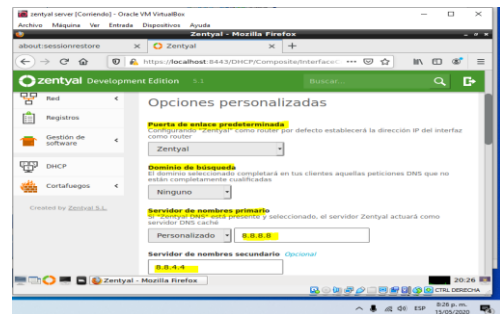 zentyal server [Corriendo] - Oracle VM VirtualBox
Archivo Máquina Ver Entrada Dispositivos Ayuda
Zentyal - Mozilla Firefox
about:sessionrestore
Zentyal
https://localhost:8443/DHCP/Composite/Interface
zentyal Development Edition 5.1
Buscar...
Red
Registros
Gestión de software
DHCP
Cortafuegos
Created by Zentyal S.L.
Opciones personalizadas
Puerta de enlace predeterminada
Configurando "Zentyal" como router por defecto establecerá la dirección IP del interfaz
como router
Zentyal
Dominio de búsqueda
El dominio seleccionado completará en tus clientes aquellas peticiones DNS que no
están completamente cualificadas
Ninguno
Servidor de nombres primario
Si "Zentyal DNS" está presente y seleccionado, el servidor Zentyal actuará como
servidor DNS caché
Personalizado 8.8.8.8
Servidor de nombres secundario Opcional
8.8.4.4
Zentyal - Mozilla Firefox
20:26
CTRL DERECHA
ESP
8:26 p. m.
15/05/2020